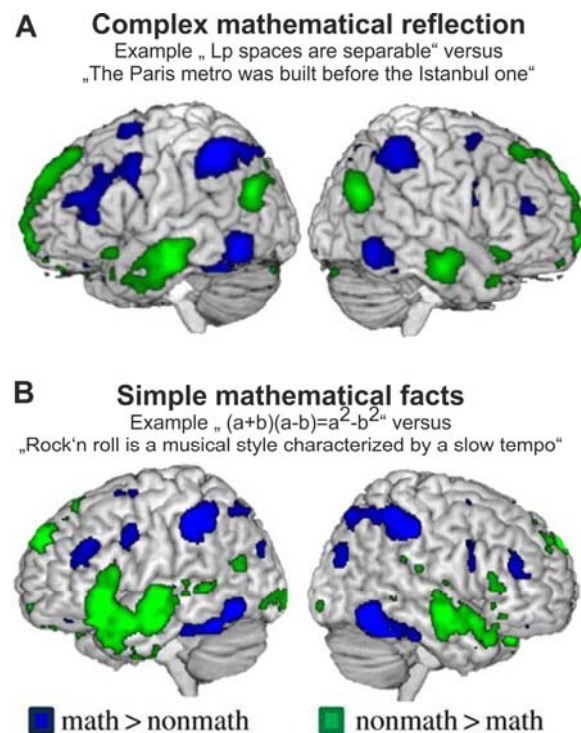 A Complex mathematical reflection
Example „ Lp spaces are separable“ versus
„The Paris metro was built before the Istanbul one“
B Simple mathematical facts
Example „ (a+b)(a-b)=a²-b²“ versus
„Rock‘n roll is a musical style characterized by a slow tempo“
math > nonmath nonmath > math